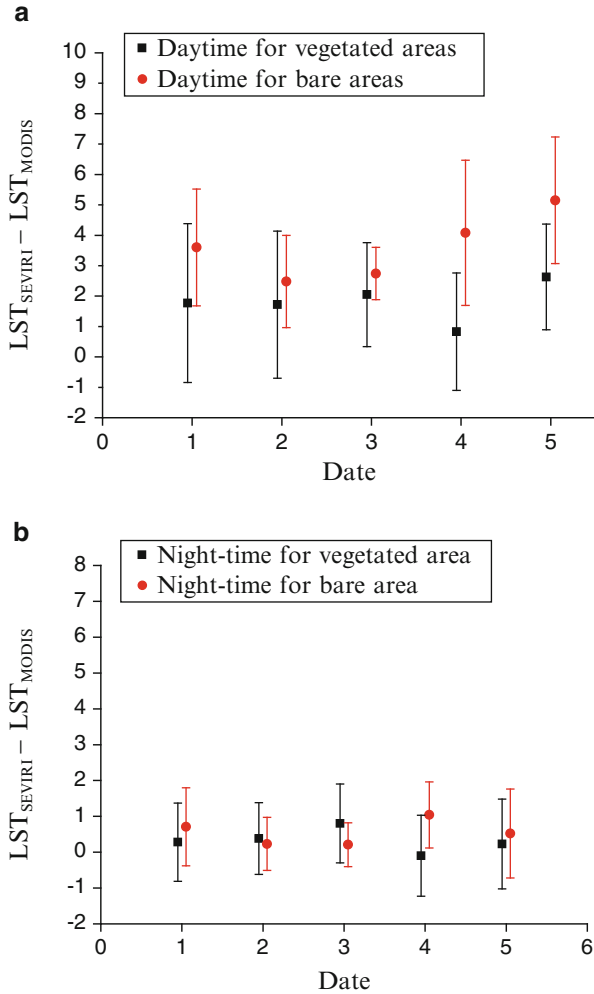 a
Daytime for vegetated areas
Daytime for bare areas
10
9
8
7
6
5
4
3
2
1
0
-1
-2
LST_SEVIRI − LST_MODIS
0 1 2 3 4 5
Date
b
Night-time for vegetated area
Night-time for bare area
8
7
6
5
4
3
2
1
0
-1
-2
LST_SEVIRI − LST_MODIS
0 1 2 3 4 5 6
Date